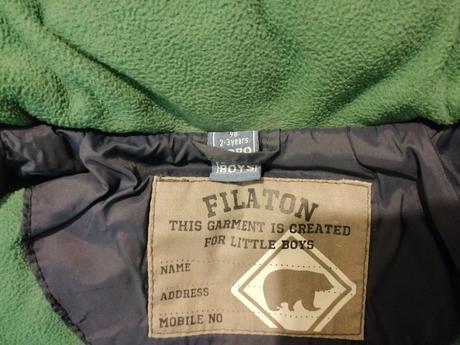 98
2-3years
BOYS
FILATON
THIS GARMENT IS CREATED
FOR LITTLE BOYS
NAME
ADDRESS
MOBILE NO